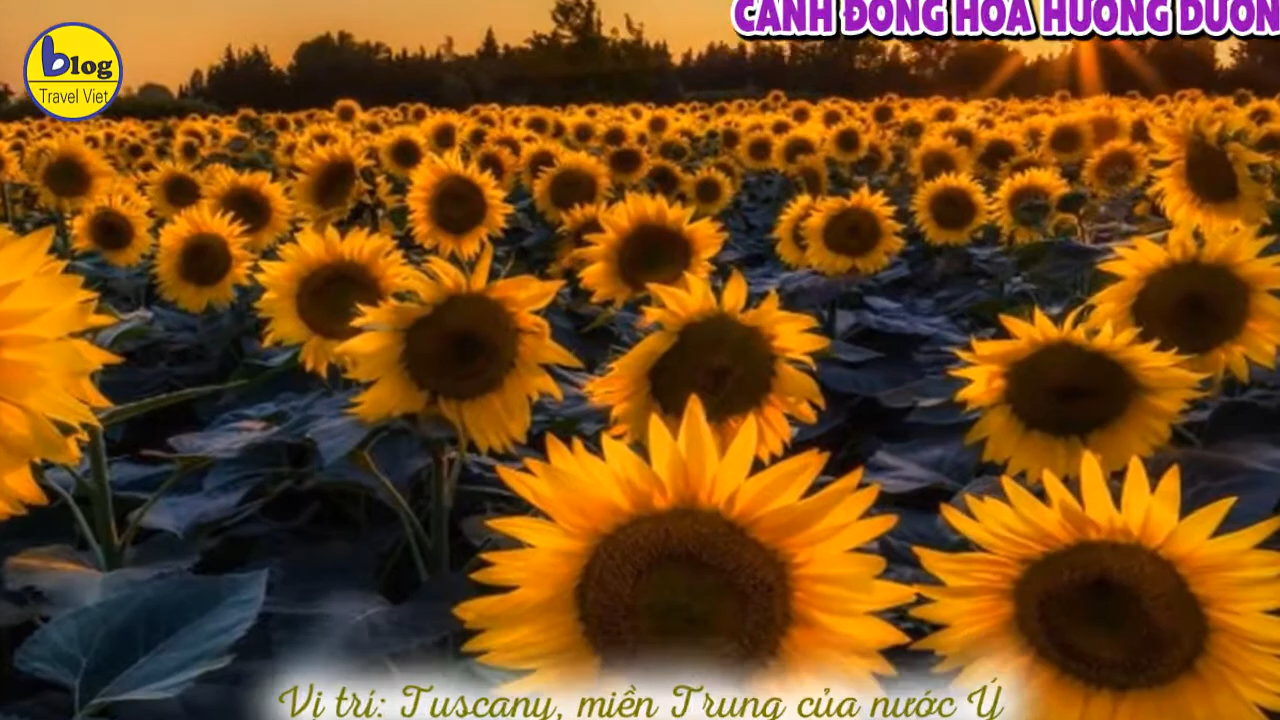 CÁNH ĐỒNG HOA HƯỚNG DƯƠN
blog
Travel Viet
Vị trí: Tuscany, miền Trung của nước Ý